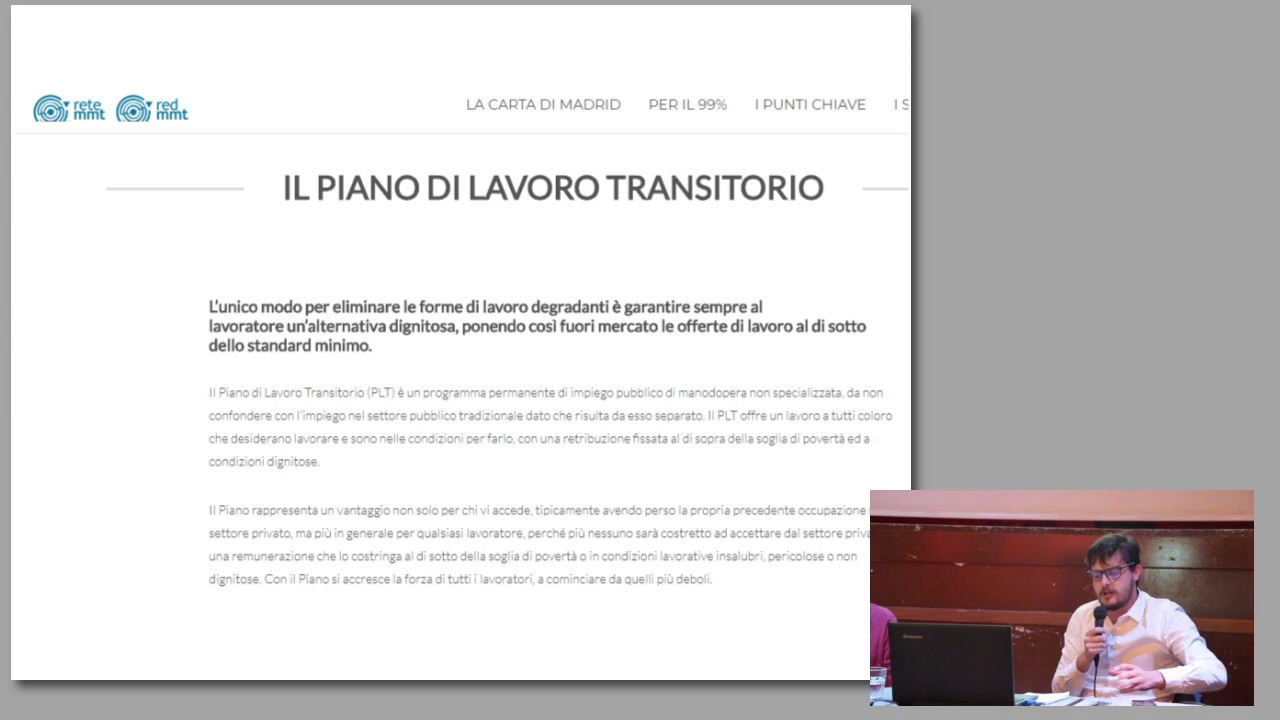 rete mmt red mmt LA CARTA DI MADRID PER IL 99% I PUNTI CHIAVE I S
IL PIANO DI LAVORO TRANSITORIO
L'unico modo per eliminare le forme di lavoro degradanti è garantire sempre al
lavoratore un'alternativa dignitosa, ponendo così fuori mercato le offerte di lavoro al di sotto
dello standard minimo.
Il Piano di Lavoro Transitorio (PLT) è un programma permanente di impiego pubblico di manodopera non specializzata, da non
confondere con l'impiego nel settore pubblico tradizionale dato che risulta da esso separato. Il PLT offre un lavoro a tutti coloro
che desiderano lavorare e sono nelle condizioni per farlo, con una retribuzione fissata al di sopra della soglia di povertà ed a
condizioni dignitose.
Il Piano rappresenta un vantaggio non solo per chi vi accede, tipicamente avendo perso la propria precedente occupazione
settore privato, ma più in generale per qualsiasi lavoratore, perché più nessuno sarà costretto ad accettare dal settore priva
una remunerazione che lo costringa al di sotto della soglia di povertà o in condizioni lavorative insalubri, pericolose o non
dignitose. Con il Piano si accresce la forza di tutti i lavoratori, a cominciare da quelli più deboli.